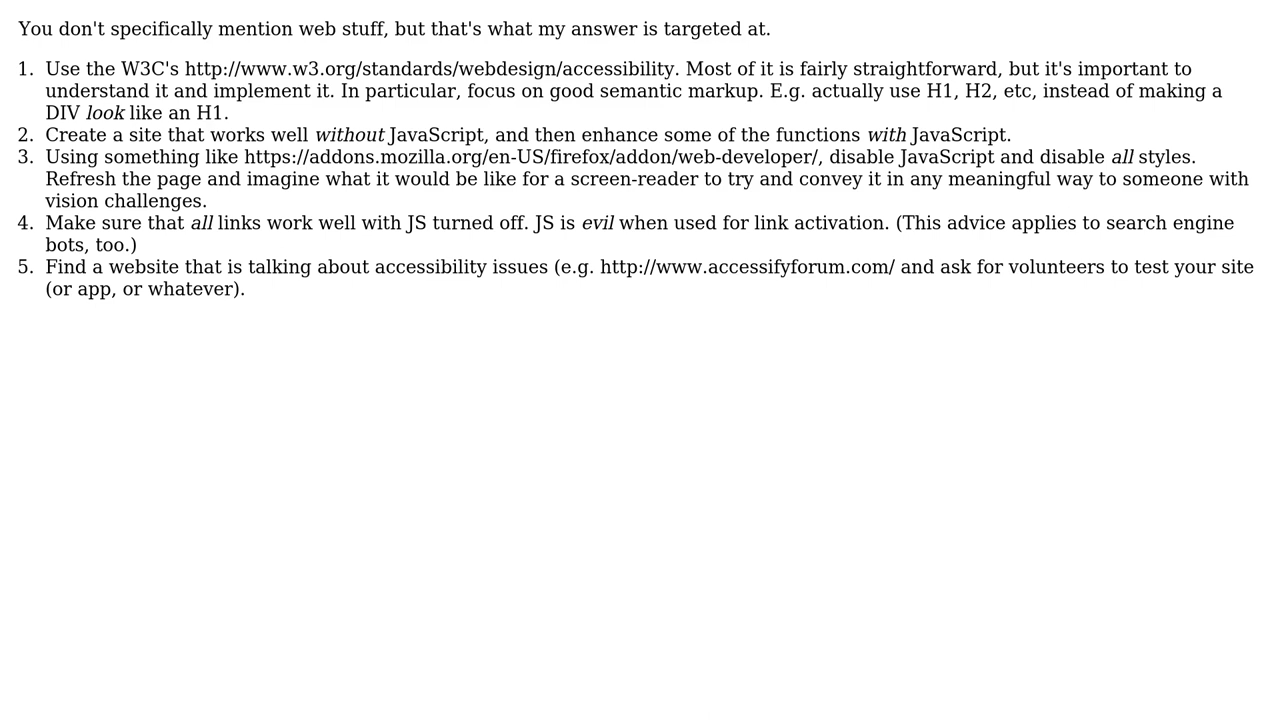 You don't specifically mention web stuff, but that's what my answer is targeted at.
1. Use the W3C's http://www.w3.org/standards/webdesign/accessibility. Most of it is fairly straightforward, but it's important to
understand it and implement it. In particular, focus on good semantic markup. E.g. actually use H1, H2, etc, instead of making a
DIV look like an H1.
2. Create a site that works well without JavaScript, and then enhance some of the functions with JavaScript.
3. Using something like https://addons.mozilla.org/en-US/firefox/addon/web-developer/, disable JavaScript and disable all styles.
Refresh the page and imagine what it would be like for a screen-reader to try and convey it in any meaningful way to someone with
vision challenges.
4. Make sure that all links work well with JS turned off. JS is evil when used for link activation. (This advice applies to search engine
bots, too.)
5. Find a website that is talking about accessibility issues (e.g. http://www.accessifyforum.com/ and ask for volunteers to test your site
(or app, or whatever).